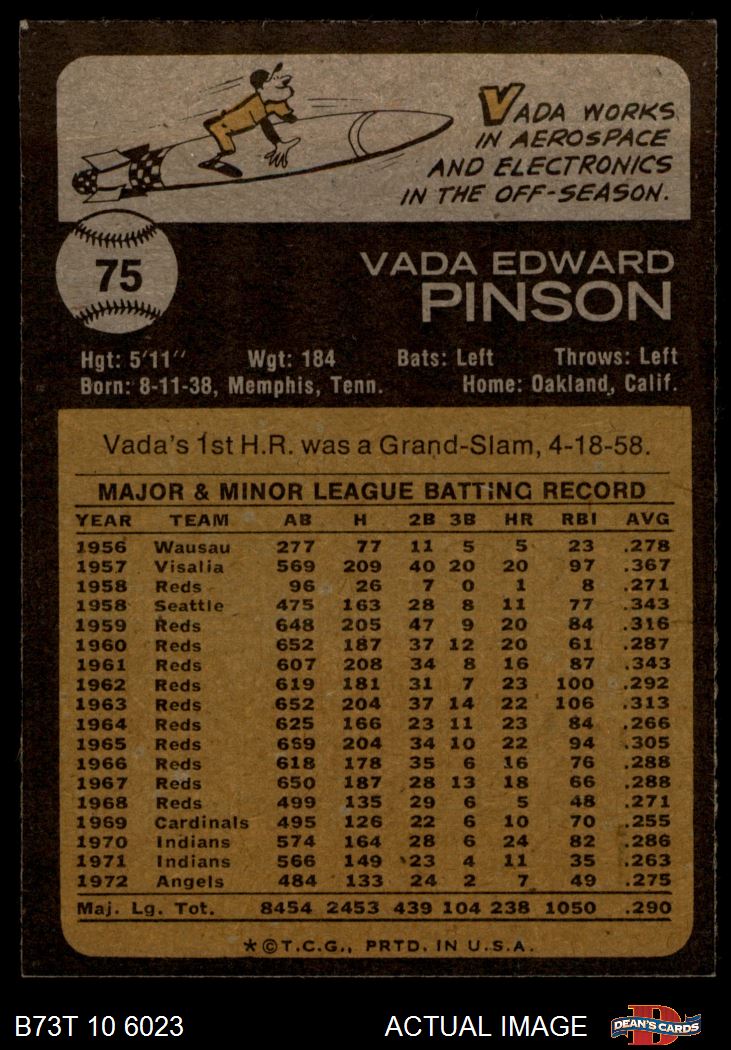 VADA WORKS
IN AEROSPACE
AND ELECTRONICS
IN THE OFF-SEASON.
75
VADA EDWARD
PINSON
Hgt: 5'11" Wgt: 184 Bats: Left Throws: Left
Born: 8-11-38, Memphis, Tenn. Home: Oakland, Calif.
Vada's 1st H.R. was a Grand-Slam, 4-18-58.
MAJOR & MINOR LEAGUE BATTING RECORD
YEAR TEAM AB H 2B 3B HR RBI AVG
1956 Wausau 277 77 11 5 5 23 .278
1957 Visalia 569 209 40 20 20 97 .367
1958 Reds 96 26 7 0 1 8 .271
1958 Seattle 475 163 28 8 11 77 .343
1959 Reds 648 205 47 9 20 84 .316
1960 Reds 652 187 37 12 20 61 .287
1961 Reds 607 208 34 8 16 87 .343
1962 Reds 619 181 31 7 23 100 .292
1963 Reds 652 204 37 14 22 106 .313
1964 Reds 625 166 23 11 23 84 .266
1965 Reds 669 204 34 10 22 94 .305
1966 Reds 618 178 35 6 16 76 .288
1967 Reds 650 187 28 13 18 66 .288
1968 Reds 499 135 29 6 5 48 .271
1969 Cardinals 495 126 22 6 10 70 .255
1970 Indians 574 164 28 6 24 82 .286
1971 Indians 566 149 23 4 11 35 .263
1972 Angels 484 133 24 2 7 49 .275
Maj. Lg. Tot. 8454 2453 439 104 238 1050 .290
*©T.C.G., PRTD. IN U.S.A.
B73T 10 6023 ACTUAL IMAGE
D
DEAN'S CARDS